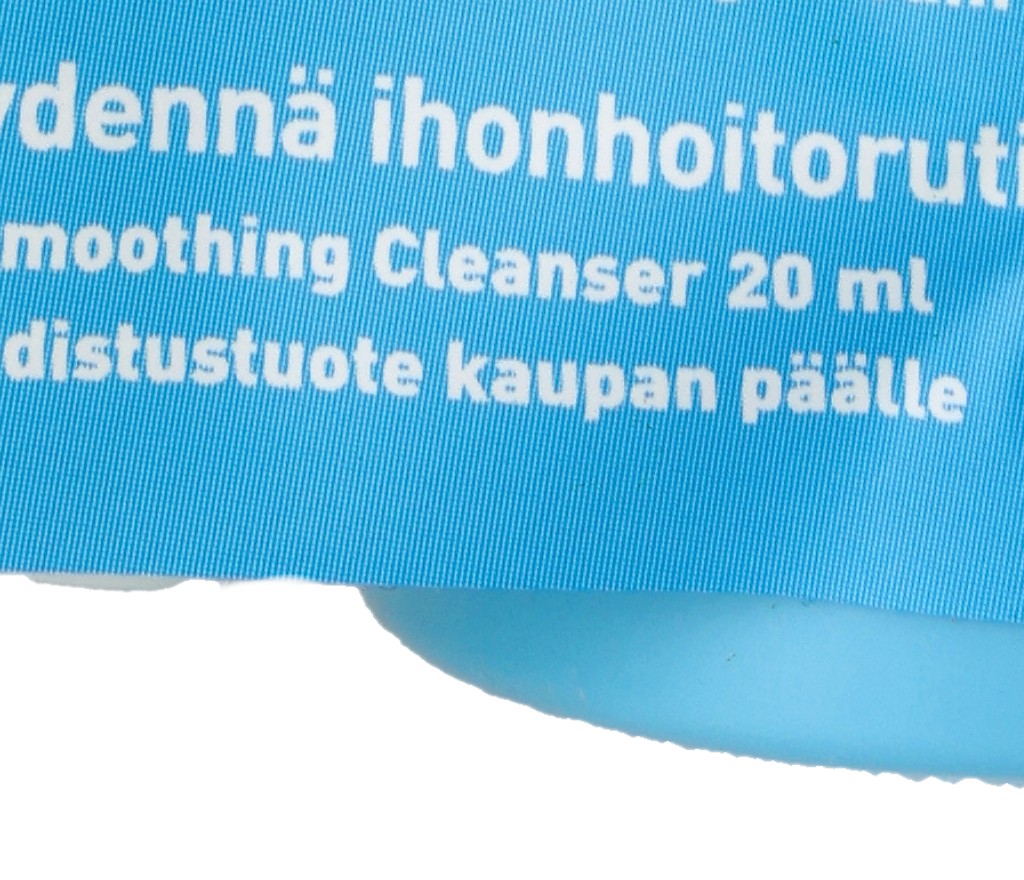 ydennä ihonhoitoruti
moothing Cleanser 20 ml
distustuote kaupan päälle